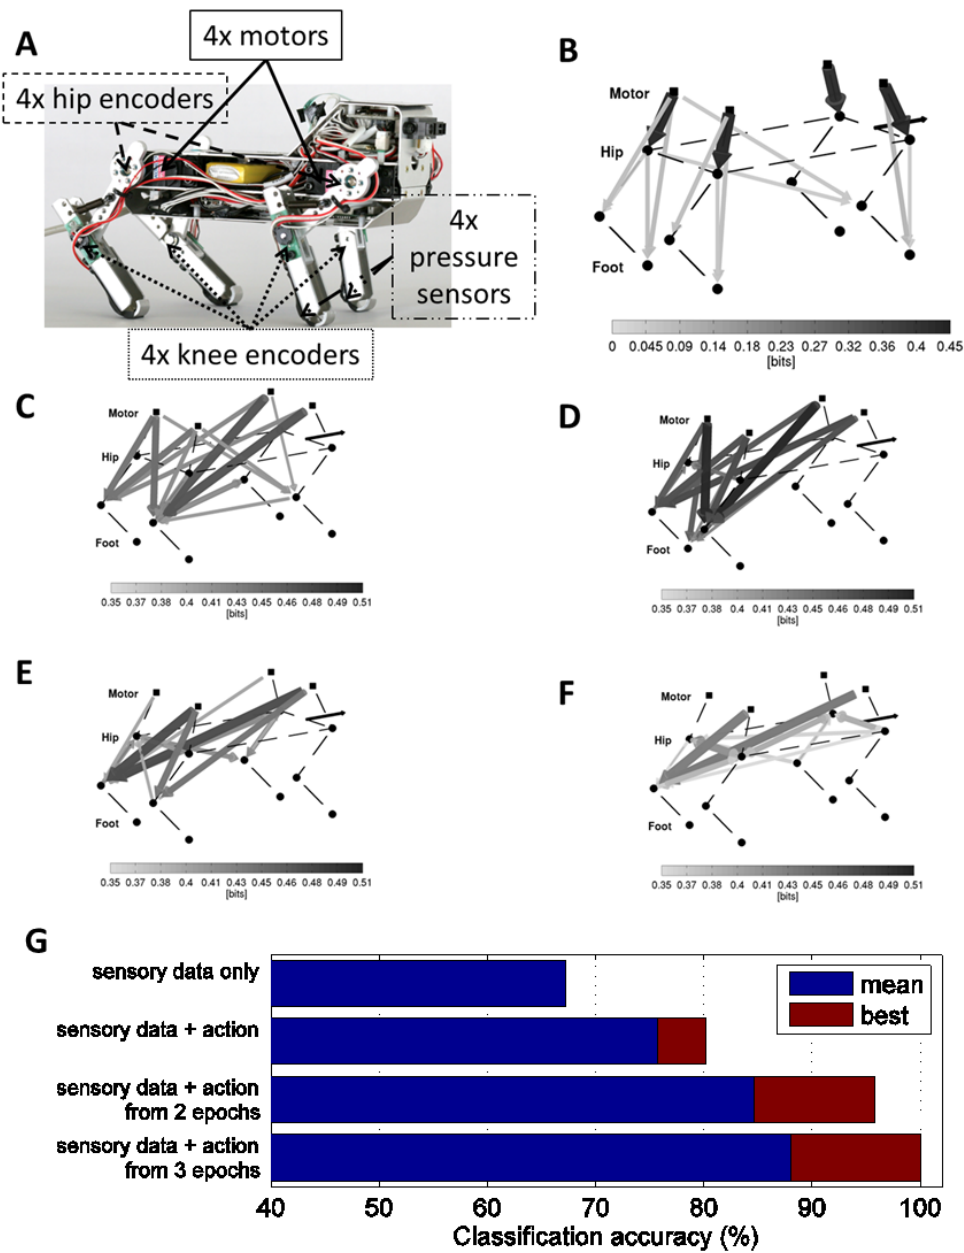 A
4x motors
4x hip encoders
4x
pressure
sensors
4x knee encoders
B
Motor
Hip
Foot
0 0.045 0.09 0.14 0.18 0.23 0.27 0.32 0.36 0.4 0.45
[bits]
C
Motor
Hip
Foot
0.35 0.37 0.38 0.4 0.41 0.43 0.45 0.46 0.48 0.49 0.51
[bits]
D
Motor
Hip
Foot
0.35 0.37 0.38 0.4 0.41 0.43 0.45 0.46 0.48 0.49 0.51
[bits]
E
Motor
Hip
Foot
0.35 0.37 0.38 0.4 0.41 0.43 0.45 0.46 0.48 0.49 0.51
[bits]
F
Motor
Hip
Foot
0.35 0.37 0.38 0.4 0.41 0.43 0.45 0.46 0.48 0.49 0.51
[bits]
G
sensory data only
sensory data + action
sensory data + action
from 2 epochs
sensory data + action
from 3 epochs
mean
best
40 50 60 70 80 90 100
Classification accuracy (%)